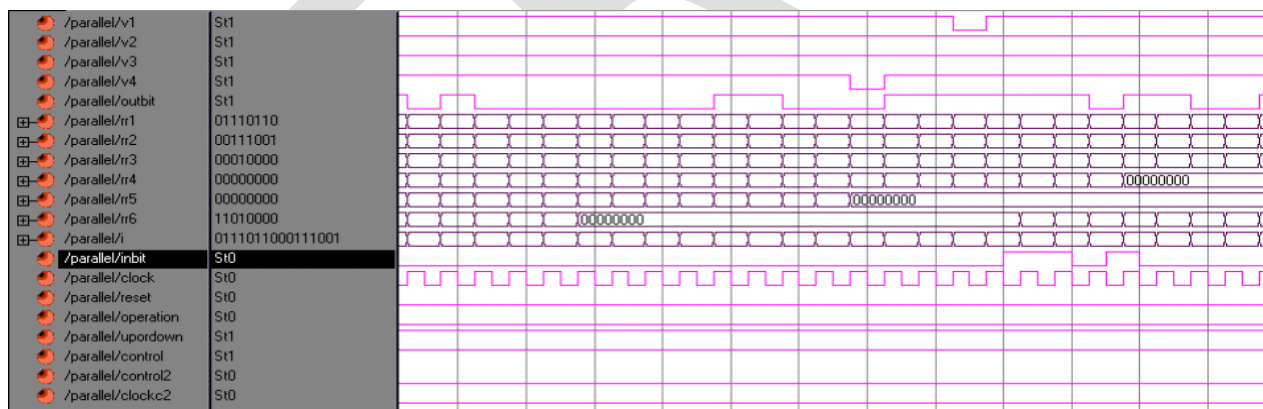 /parallel/v1 St1
/parallel/v2 St1
/parallel/v3 St1
/parallel/v4 St1
/parallel/outbit St1
/parallel/rr1 01110110
/parallel/rr2 00111001
/parallel/rr3 00010000
/parallel/rr4 00000000 00000000
/parallel/rr5 00000000 00000000
/parallel/rr6 11010000 00000000
/parallel/i 0111011000111001
/parallel/inbit St0
/parallel/clock St0
/parallel/reset St0
/parallel/operation St0
/parallel/upordown St1
/parallel/control St1
/parallel/control2 St0
/parallel/clockc2 St0